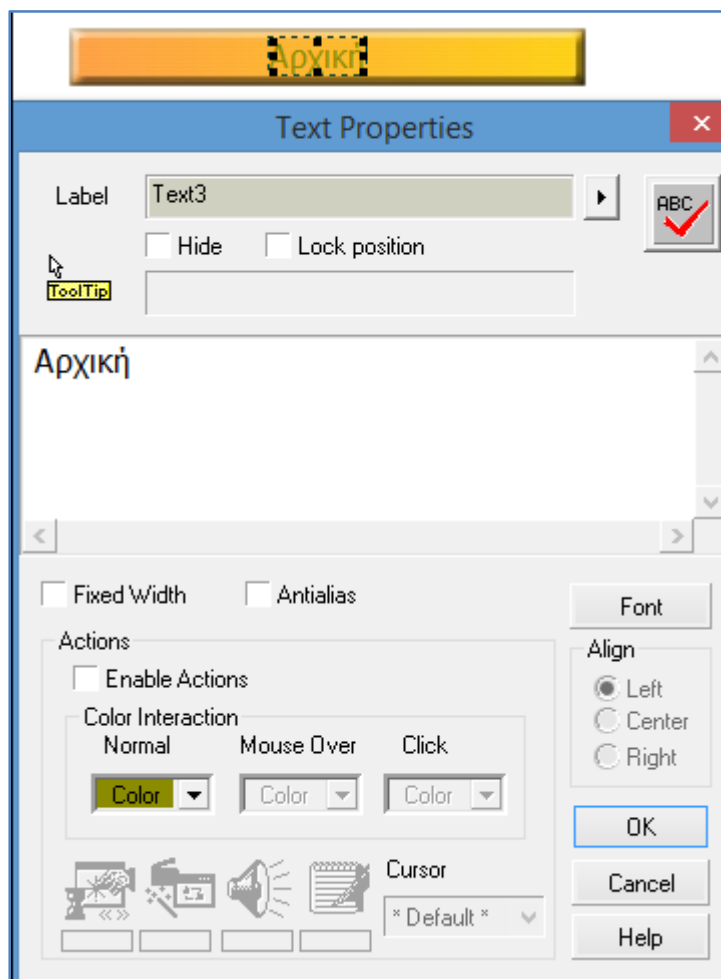 Αρχική
Text Properties
Label Text3 ABC
Hide Lock position
ToolTip
Αρχική
Fixed Width Antialias
Font
Actions
Enable Actions
Align
Left
Center
Right
Color Interaction
Normal Mouse Over Click
Color Color Color
OK
Cursor
* Default *
Cancel
Help